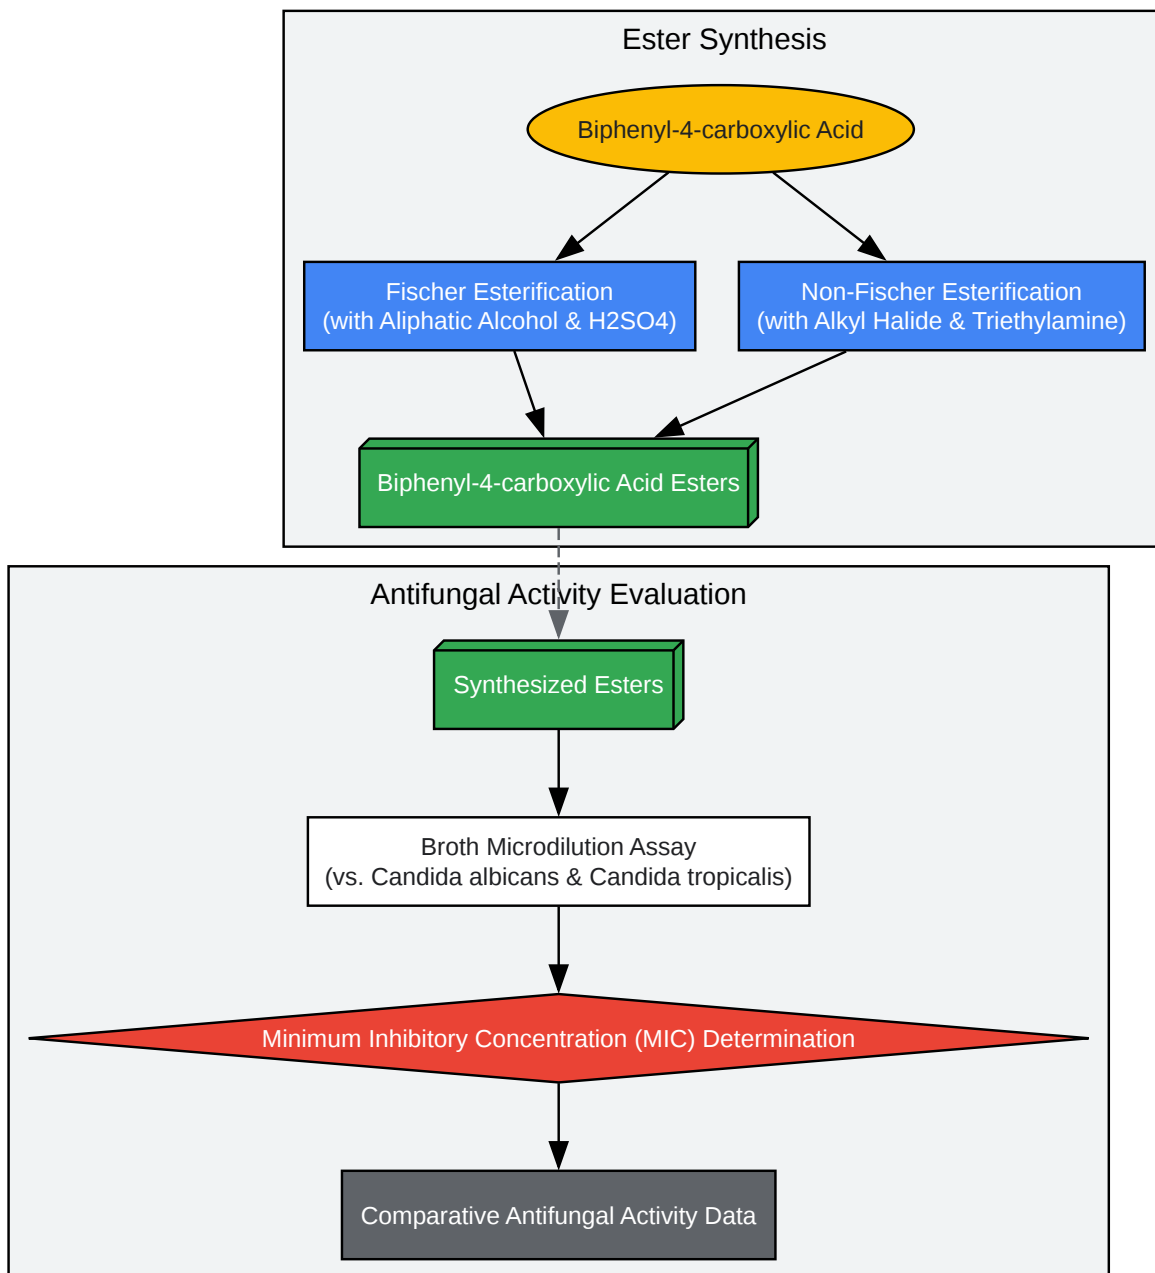 Ester Synthesis
Biphenyl-4-carboxylic Acid
Fischer Esterification
(with Aliphatic Alcohol & H2SO4)
Non-Fischer Esterification
(with Alkyl Halide & Triethylamine)
Biphenyl-4-carboxylic Acid Esters
Antifungal Activity Evaluation
Synthesized Esters
Broth Microdilution Assay
(vs. Candida albicans & Candida tropicalis)
Minimum Inhibitory Concentration (MIC) Determination
Comparative Antifungal Activity Data